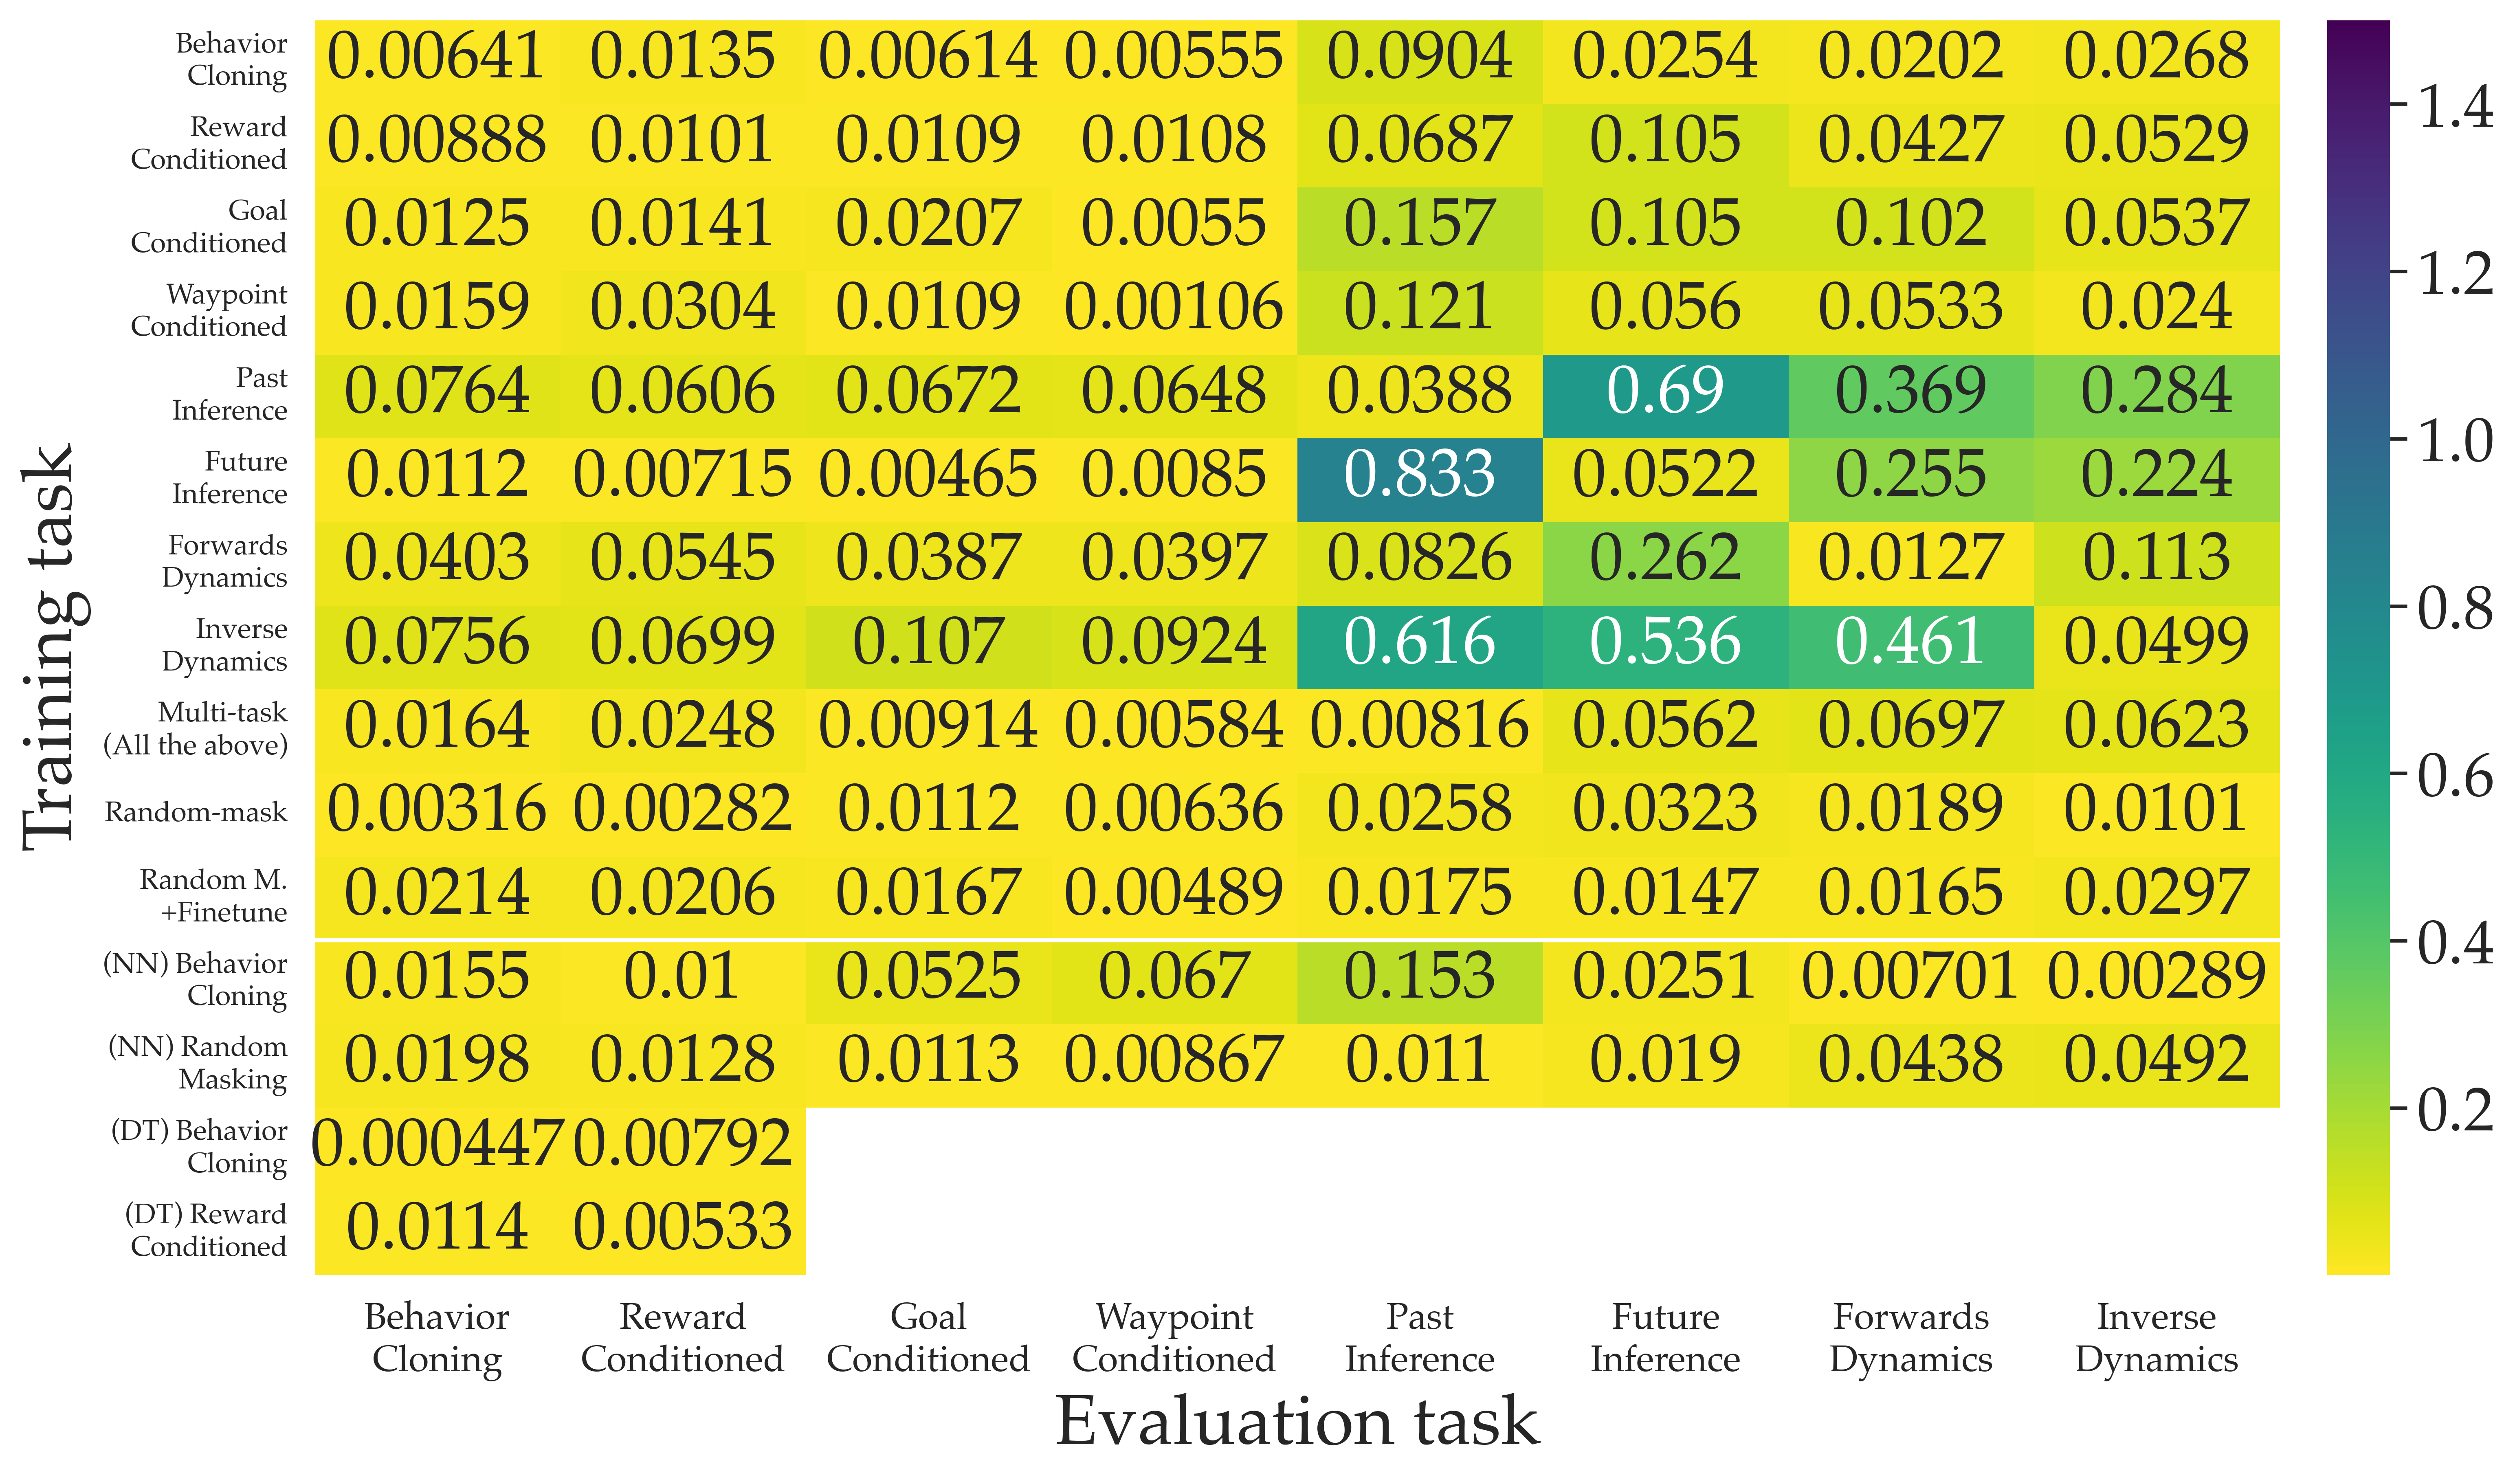 Behavior
Cloning
0.00641 0.0135 0.00614 0.00555 0.0904 0.0254 0.0202 0.0268
Reward
Conditioned
0.00888 0.0101 0.0109 0.0108 0.0687 0.105 0.0427 0.0529
Goal
Conditioned
0.0125 0.0141 0.0207 0.0055 0.157 0.105 0.102 0.0537
Waypoint
Conditioned
0.0159 0.0304 0.0109 0.00106 0.121 0.056 0.0533 0.024
Past
Inference
0.0764 0.0606 0.0672 0.0648 0.0388 0.69 0.369 0.284
Future
Inference
0.0112 0.00715 0.00465 0.0085 0.833 0.0522 0.255 0.224
Forwards
Dynamics
0.0403 0.0545 0.0387 0.0397 0.0826 0.262 0.0127 0.113
Inverse
Dynamics
0.0756 0.0699 0.107 0.0924 0.616 0.536 0.461 0.0499
Multi-task
(All the above)
0.0164 0.0248 0.00914 0.00584 0.00816 0.0562 0.0697 0.0623
Random-mask
0.00316 0.00282 0.0112 0.00636 0.0258 0.0323 0.0189 0.0101
Random M.
+Finetune
0.0214 0.0206 0.0167 0.00489 0.0175 0.0147 0.0165 0.0297
(NN) Behavior
Cloning
0.0155 0.01 0.0525 0.067 0.153 0.0251 0.00701 0.00289
(NN) Random
Masking
0.0198 0.0128 0.0113 0.00867 0.011 0.019 0.0438 0.0492
(DT) Behavior
Cloning
0.000447 0.00792
(DT) Reward
Conditioned
0.0114 0.00533
Training task
Behavior
Cloning
Reward
Conditioned
Goal
Conditioned
Waypoint
Conditioned
Past
Inference
Future
Inference
Forwards
Dynamics
Inverse
Dynamics
Evaluation task
1.4
1.2
1.0
0.8
0.6
0.4
0.2